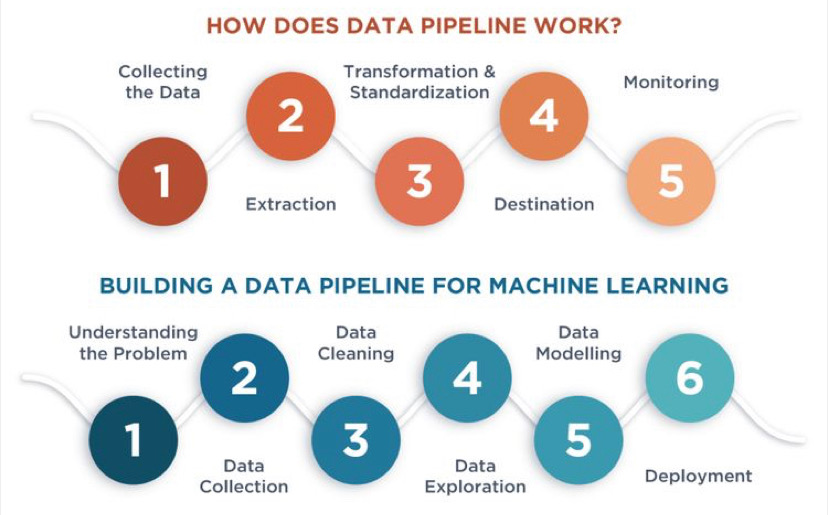 HOW DOES DATA PIPELINE WORK?
Collecting
the Data
1
2
Extraction
Transformation &
Standardization
3
4
Destination
Monitoring
5
BUILDING A DATA PIPELINE FOR MACHINE LEARNING
Understanding
the Problem
1
2
Data
Collection
Data
Cleaning
3
4
Data
Exploration
Data
Modelling
5
6
Deployment